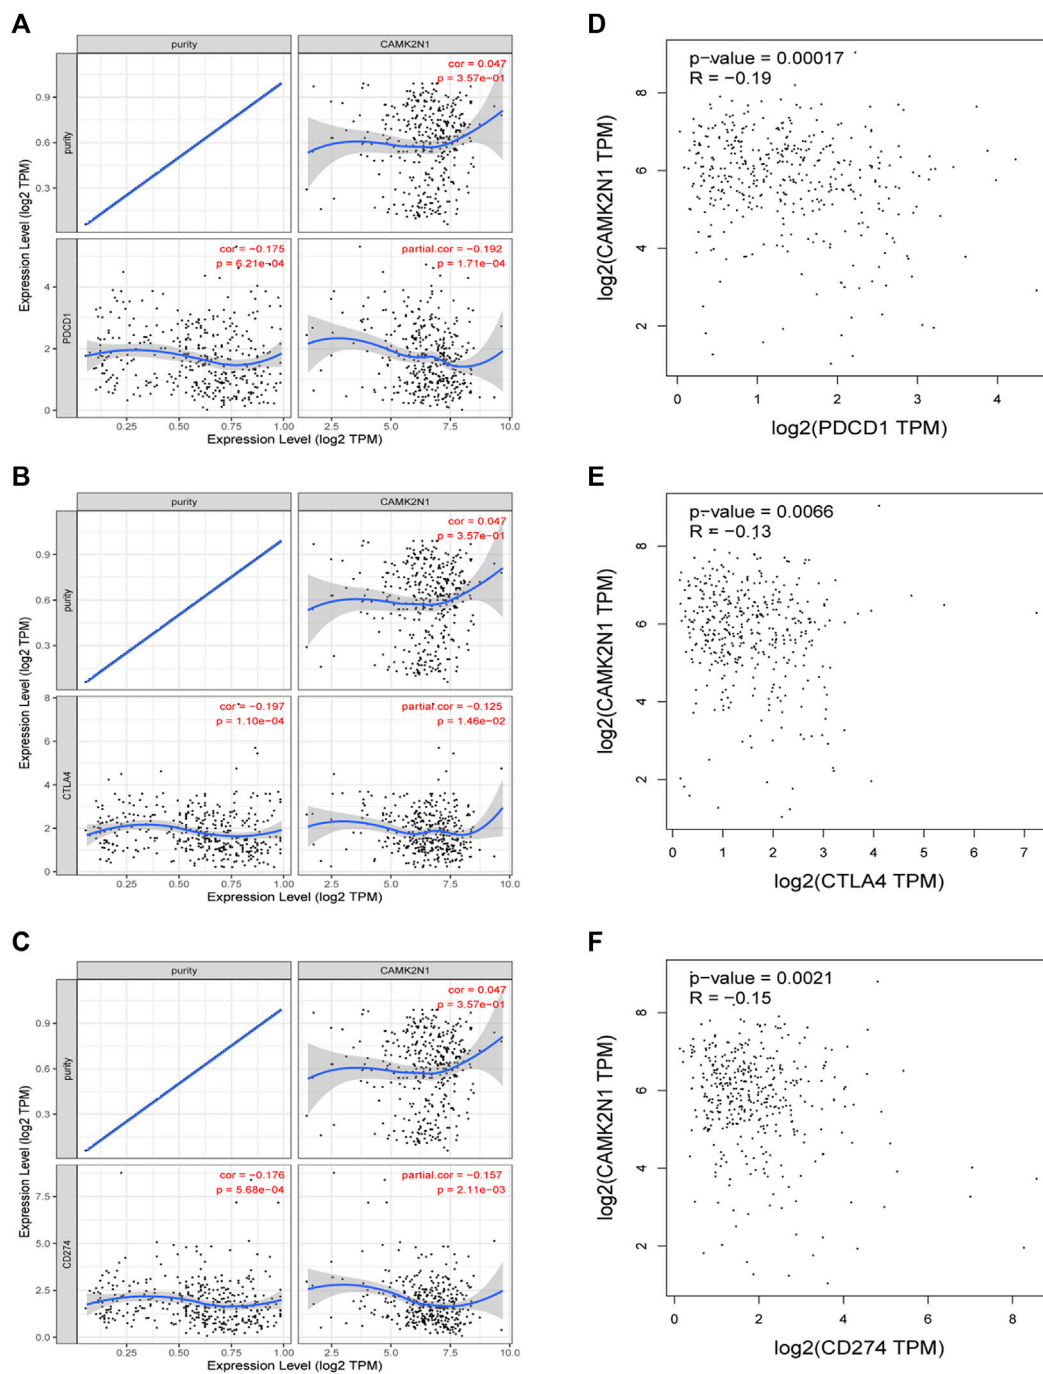 A
purity
CAMK2N1
cor = 0.047
p = 3.57e−01
purity
0.9
0.6
0.3
Expression Level (log2 TPM)
cor = −0.175
p = 6.21e−04
partial.cor = −0.192
p = 1.71e−04
PDCD1
4
2
0
0.25 0.50 0.75 1.00 2.5 5.0 7.5 10.0
Expression Level (log2 TPM)
B
purity
CAMK2N1
cor = 0.047
p = 3.57e−01
purity
0.9
0.6
0.3
Expression Level (log2 TPM)
cor = −0.197
p = 1.10e−04
partial.cor = −0.125
p = 1.46e−02
CTLA4
8
6
4
2
0
0.25 0.50 0.75 1.00 2.5 5.0 7.5 10.0
Expression Level (log2 TPM)
C
purity
CAMK2N1
cor = 0.047
p = 3.57e−01
purity
0.9
0.6
0.3
Expression Level (log2 TPM)
cor = −0.176
p = 5.68e−04
partial.cor = −0.157
p = 2.11e−03
CD274
7.5
5.0
2.5
0.0
0.25 0.50 0.75 1.00 2.5 5.0 7.5 10.0
Expression Level (log2 TPM)
D
p−value = 0.00017
R = −0.19
log2(CAMK2N1 TPM)
8
6
4
2
0 1 2 3 4
log2(PDCD1 TPM)
E
p−value = 0.0066
R = −0.13
log2(CAMK2N1 TPM)
8
6
4
2
0 1 2 3 4 5 6 7
log2(CTLA4 TPM)
F
p−value = 0.0021
R = −0.15
log2(CAMK2N1 TPM)
8
6
4
2
0 2 4 6 8
log2(CD274 TPM)